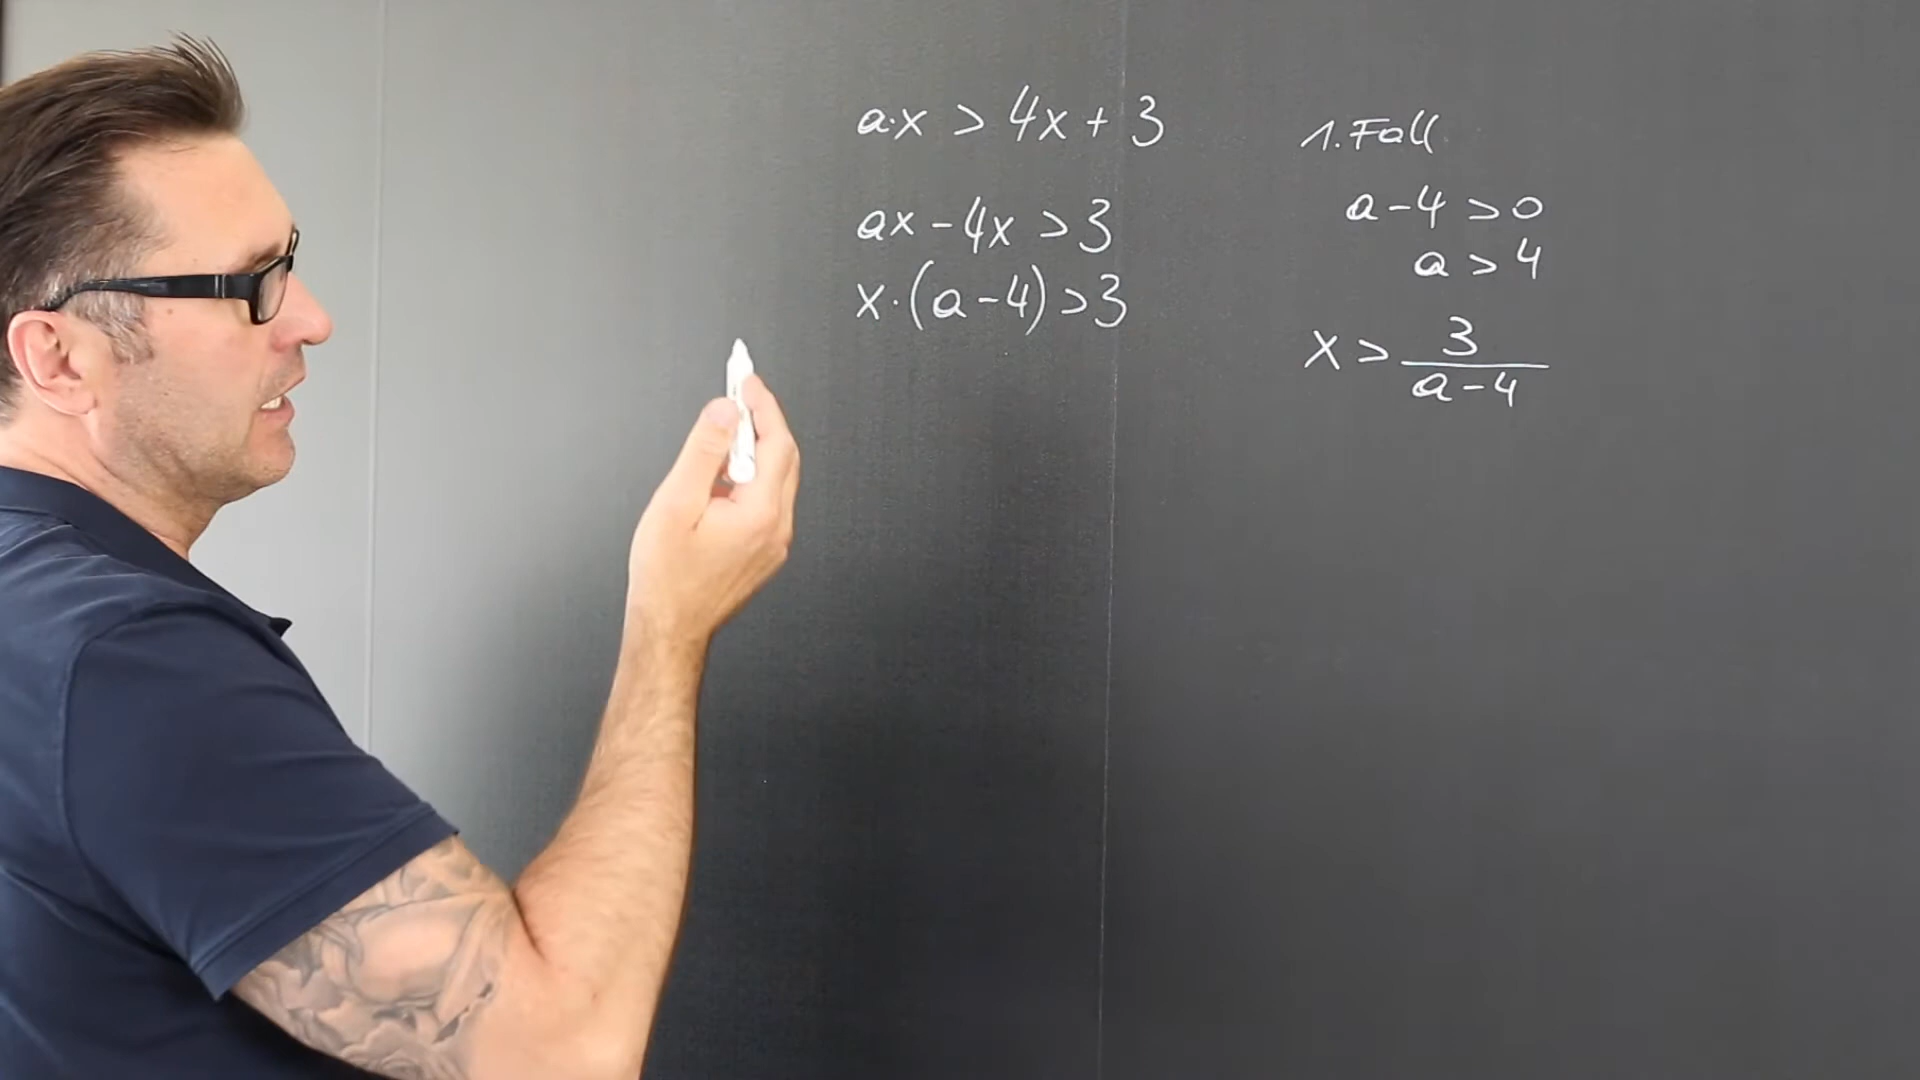 a·x > 4x + 3
ax - 4x > 3
x · (a - 4) > 3
1. Fall
a - 4 > 0
a > 4
x > 3
a - 4